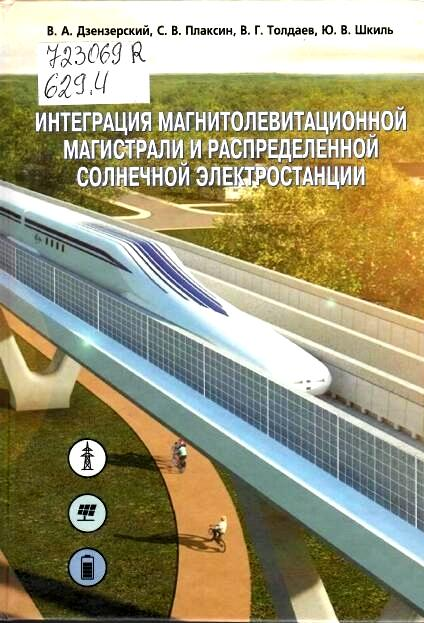 В. А. Дзензерский, С. В. Плаксин, В. Г. Толдаев, Ю. В. Шкиль
723069 R
629.4
ИНТЕГРАЦИЯ МАГНИТОЛЕВИТАЦИОННОЙ
МАГИСТРАЛИ И РАСПРЕДЕЛЕННОЙ
СОЛНЕЧНОЙ ЭЛЕКТРОСТАНЦИИ